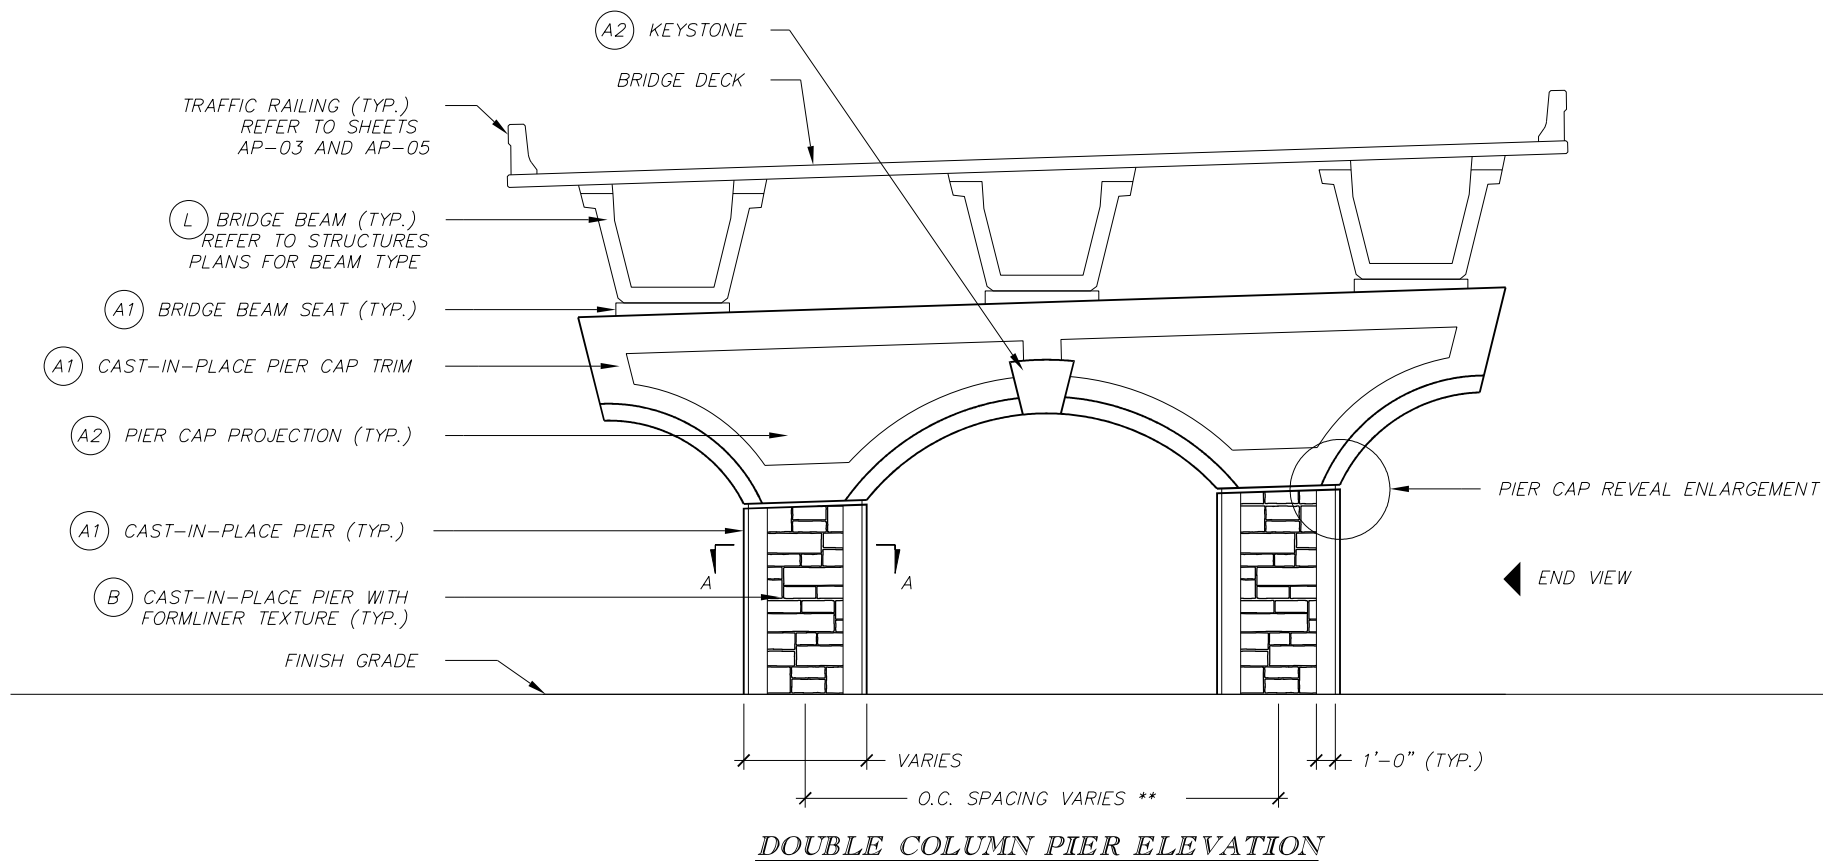 A2 KEYSTONE
BRIDGE DECK
TRAFFIC RAILING (TYP.)
REFER TO SHEETS
AP-03 AND AP-05
L BRIDGE BEAM (TYP.)
REFER TO STRUCTURES
PLANS FOR BEAM TYPE
A1 BRIDGE BEAM SEAT (TYP.)
A1 CAST-IN-PLACE PIER CAP TRIM
A2 PIER CAP PROJECTION (TYP.)
PIER CAP REVEAL ENLARGEMENT
A1 CAST-IN-PLACE PIER (TYP.)
A A
END VIEW
B CAST-IN-PLACE PIER WITH
FORMLINER TEXTURE (TYP.)
FINISH GRADE
VARIES
1'-0" (TYP.)
O.C. SPACING VARIES **
DOUBLE COLUMN PIER ELEVATION